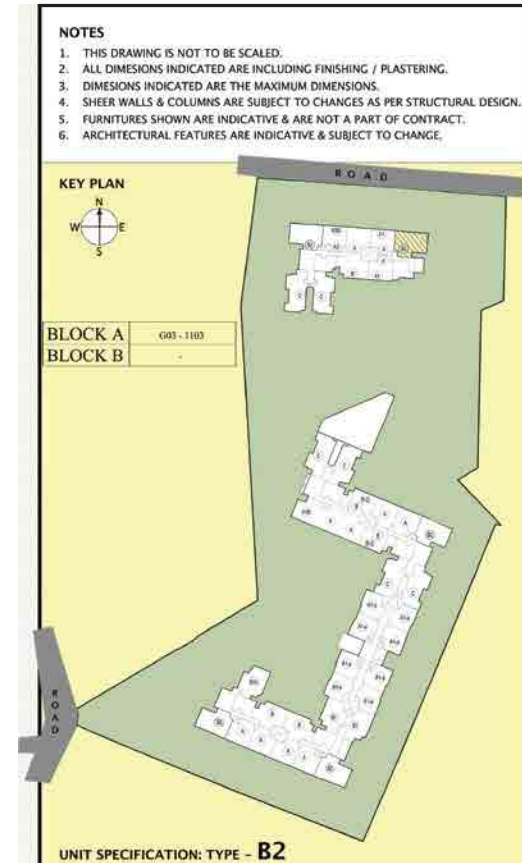 NOTES
1. THIS DRAWING IS NOT TO BE SCALED.
2. ALL DIMESIONS INDICATED ARE INCLUDING FINISHING / PLASTERING.
3. DIMESIONS INDICATED ARE THE MAXIMUM DIMENSIONS.
4. SHEER WALLS & COLUMNS ARE SUBJECT TO CHANGES AS PER STRUCTURAL DESIGN.
5. FURNITURES SHOWN ARE INDICATIVE & ARE NOT A PART OF CONTRACT.
6. ARCHITECTURAL FEATURES ARE INDICATIVE & SUBJECT TO CHANGE.
ROAD
KEY PLAN
N
W E
S
BLOCK A G03 - 1103
BLOCK B -
ROAD
UNIT SPECIFICATION: TYPE - B2